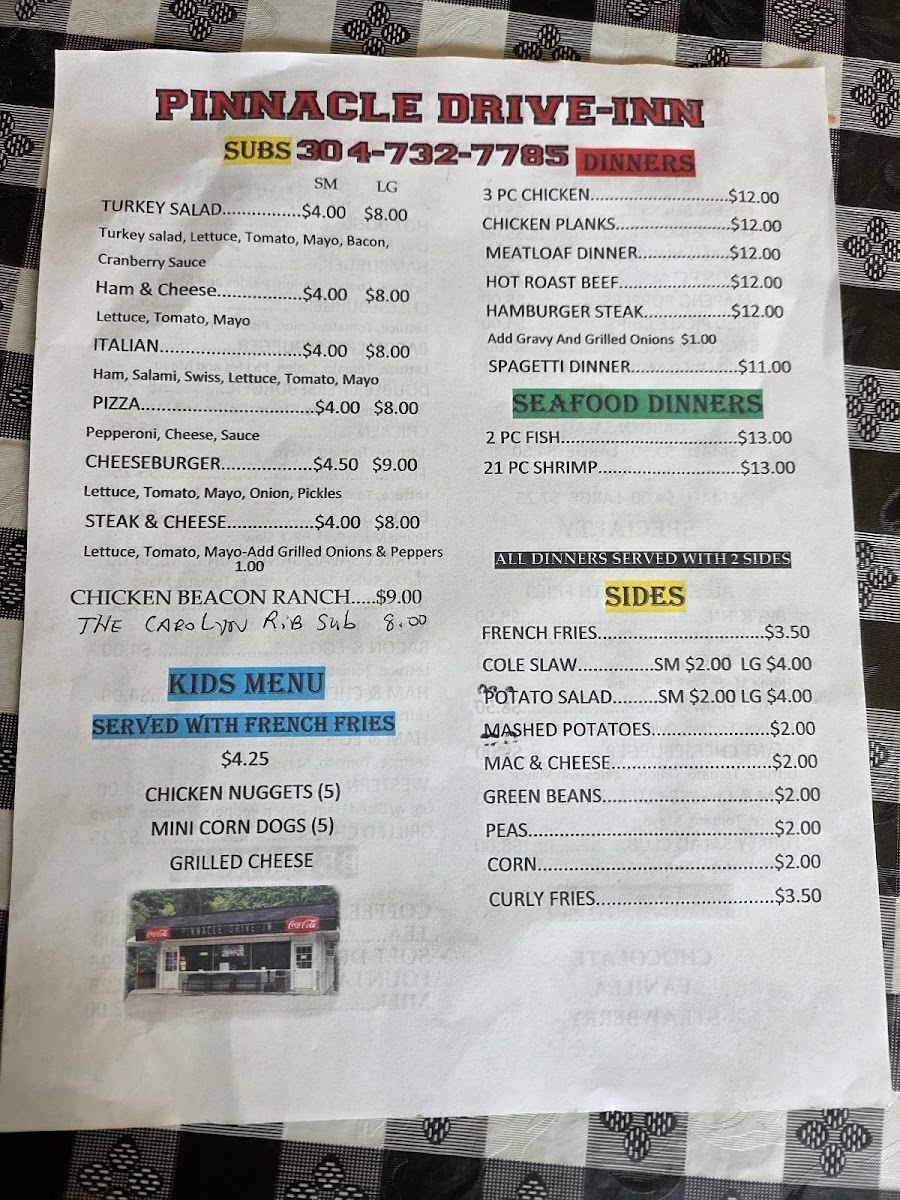 PINNACLE DRIVE-INN
SUBS 304-732-7785 DINNERS
SM LG
TURKEY SALAD...............$4.00 $8.00
Turkey salad, Lettuce, Tomato, Mayo, Bacon,
Cranberry Sauce
Ham & Cheese................$4.00 $8.00
Lettuce, Tomato, Mayo
ITALIAN..........................$4.00 $8.00
Ham, Salami, Swiss, Lettuce, Tomato, Mayo
PIZZA................................$4.00 $8.00
Pepperoni, Cheese, Sauce
CHEESEBURGER.................$4.50 $9.00
Lettuce, Tomato, Mayo, Onion, Pickles
STEAK & CHEESE................$4.00 $8.00
Lettuce, Tomato, Mayo-Add Grilled Onions & Peppers
1.00
CHICKEN BEACON RANCH.....$9.00
THE CAROLYN RiB Sub 8.00
KIDS MENU
SERVED WITH FRENCH FRIES
$4.25
CHICKEN NUGGETS (5)
MINI CORN DOGS (5)
GRILLED CHEESE
Coca-Cola PINNACLE DRIVE-IN Coca-Cola
3 PC CHICKEN..........................$12.00
CHICKEN PLANKS......................$12.00
MEATLOAF DINNER.................$12.00
HOT ROAST BEEF.....................$12.00
HAMBURGER STEAK................$12.00
Add Gravy And Grilled Onions $1.00
SPAGETTI DINNER....................$11.00
SEAFOOD DINNERS
2 PC FISH.................................$13.00
21 PC SHRIMP..........................$13.00
ALL DINNERS SERVED WITH 2 SIDES
SIDES
FRENCH FRIES...............................$3.50
COLE SLAW..............SM $2.00 LG $4.00
POTATO SALAD.........SM $2.00 LG $4.00
MASHED POTATOES......................$2.00
MAC & CHEESE..............................$2.00
GREEN BEANS................................$2.00
PEAS..............................................$2.00
CORN............................................$2.00
CURLY FRIES.................................$3.50